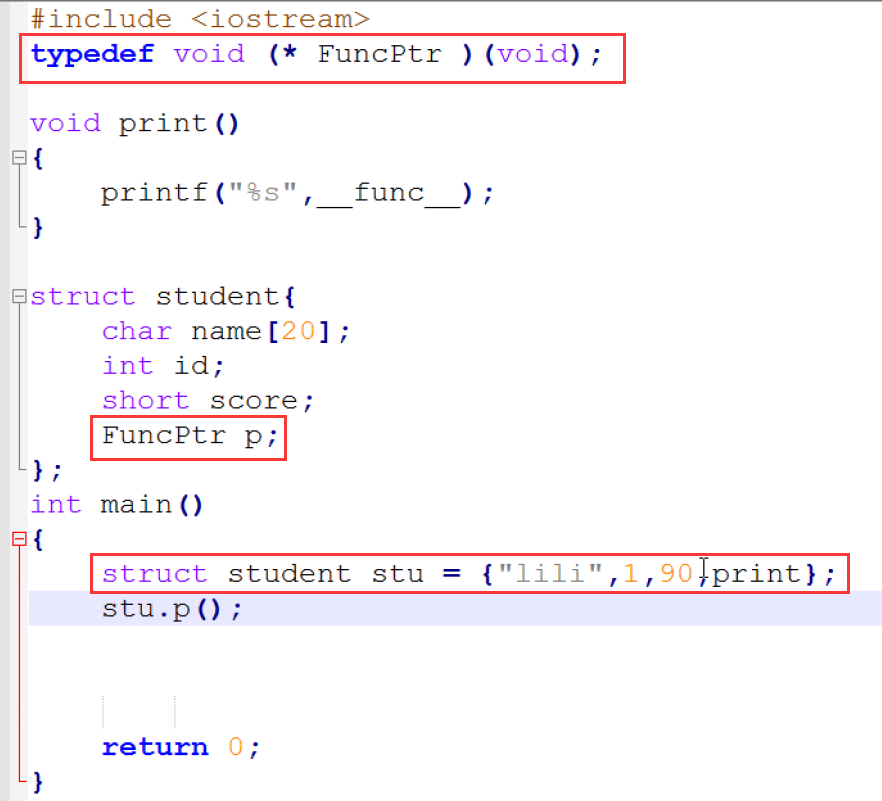 #include <iostream>
typedef void (* FuncPtr )(void);
void print()
{
    printf("%s",__func__);
}
struct student{
    char name[20];
    int id;
    short score;
    FuncPtr p;
};
int main()
{
    struct student stu = {"lili",1,90,print};
    stu.p();
    return 0;
}